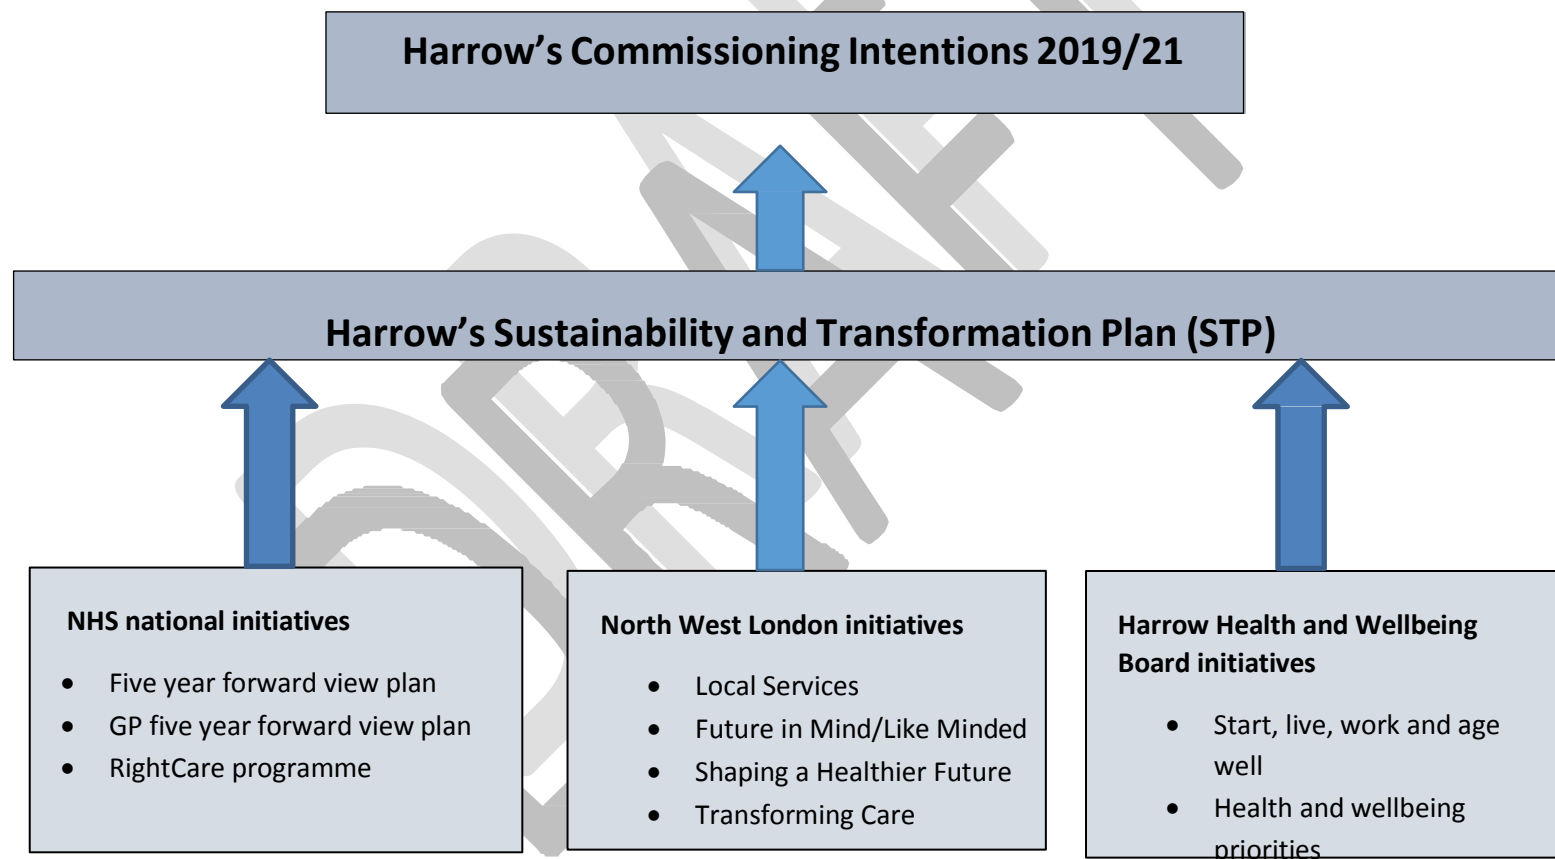 Harrow’s Commissioning Intentions 2019/21
Harrow’s Sustainability and Transformation Plan (STP)
NHS national initiatives
• Five year forward view plan
• GP five year forward view plan
• RightCare programme
North West London initiatives
• Local Services
• Future in Mind/Like Minded
• Shaping a Healthier Future
• Transforming Care
Harrow Health and Wellbeing
Board initiatives
• Start, live, work and age
well
• Health and wellbeing
priorities
DRAFT